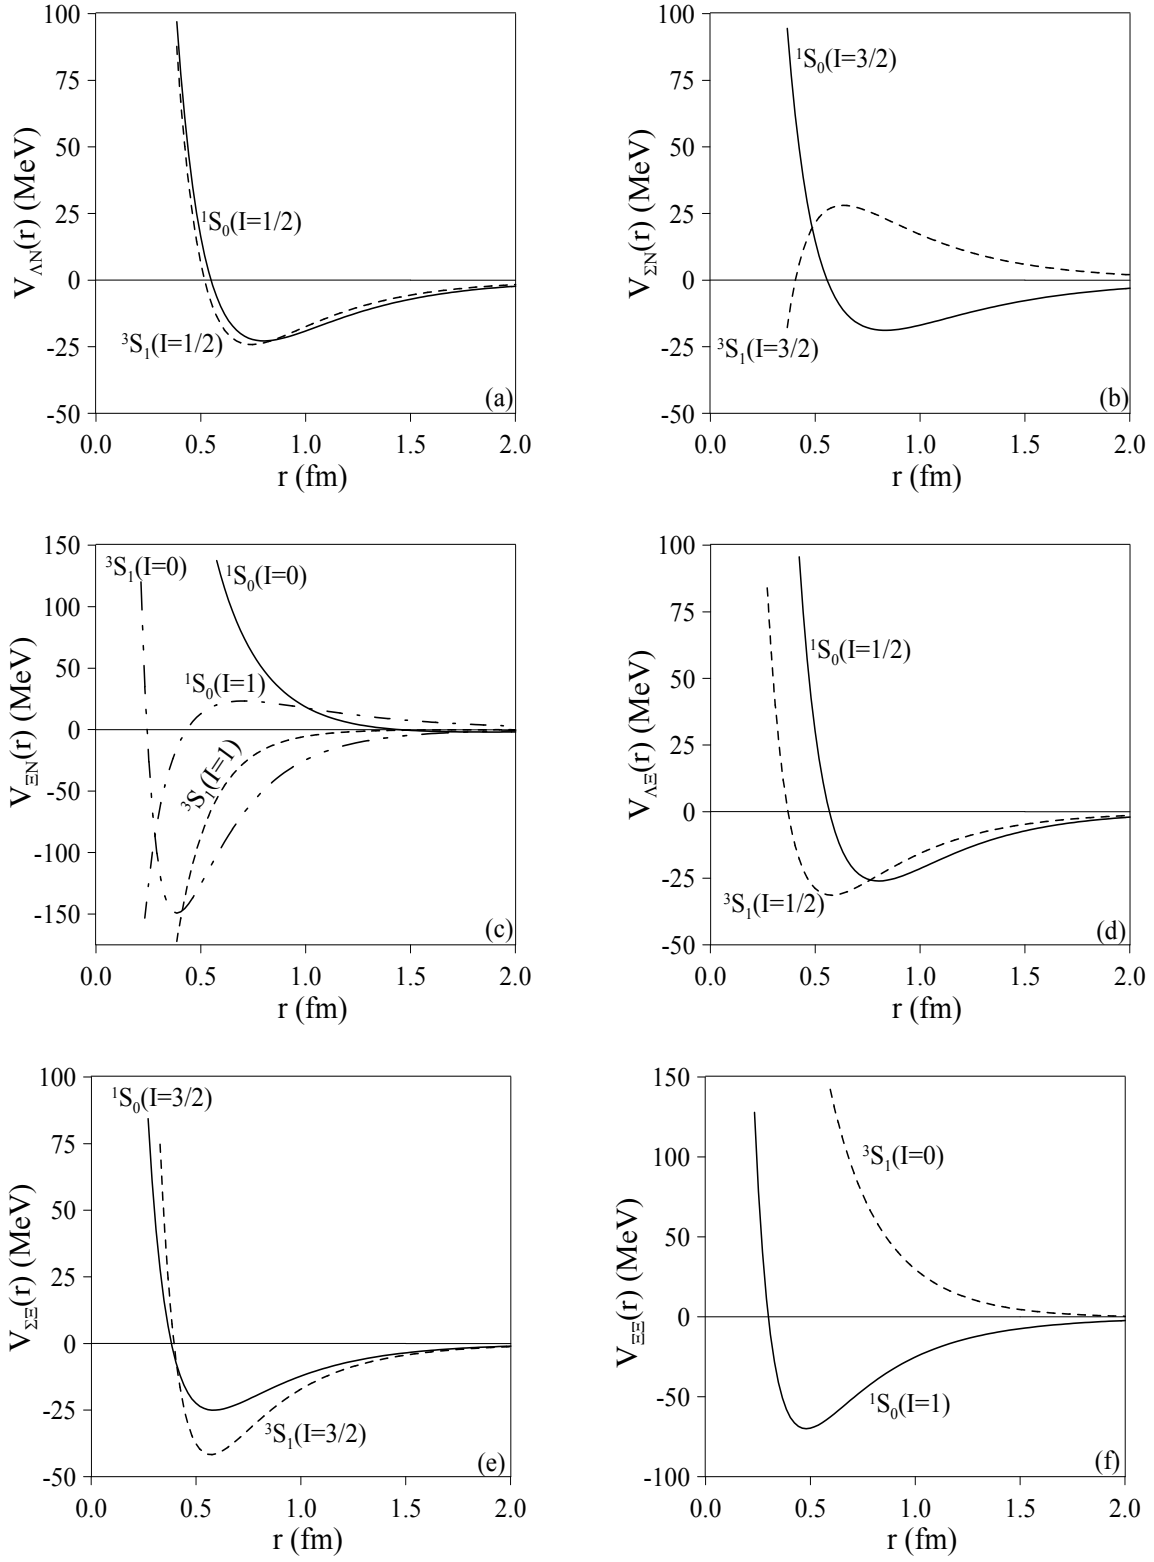 100
75
50
25
0
-25
-50
V_ΛN(r) (MeV)
¹S₀(I=1/2)
³S₁(I=1/2)
(a)
0.0 0.5 1.0 1.5 2.0
r (fm)
100
75
50
25
0
-25
-50
V_ΣN(r) (MeV)
¹S₀(I=3/2)
³S₁(I=3/2)
(b)
0.0 0.5 1.0 1.5 2.0
r (fm)
150
100
50
0
-50
-100
-150
V_ΞN(r) (MeV)
³S₁(I=0)
¹S₀(I=0)
¹S₀(I=1)
³S₁(I=1)
(c)
0.0 0.5 1.0 1.5 2.0
r (fm)
100
75
50
25
0
-25
-50
V_ΛΞ(r) (MeV)
¹S₀(I=1/2)
³S₁(I=1/2)
(d)
0.0 0.5 1.0 1.5 2.0
r (fm)
100
75
50
25
0
-25
-50
V_ΣΞ(r) (MeV)
¹S₀(I=3/2)
³S₁(I=3/2)
(e)
0.0 0.5 1.0 1.5 2.0
r (fm)
150
100
50
0
-50
-100
V_ΞΞ(r) (MeV)
³S₁(I=0)
¹S₀(I=1)
(f)
0.0 0.5 1.0 1.5 2.0
r (fm)